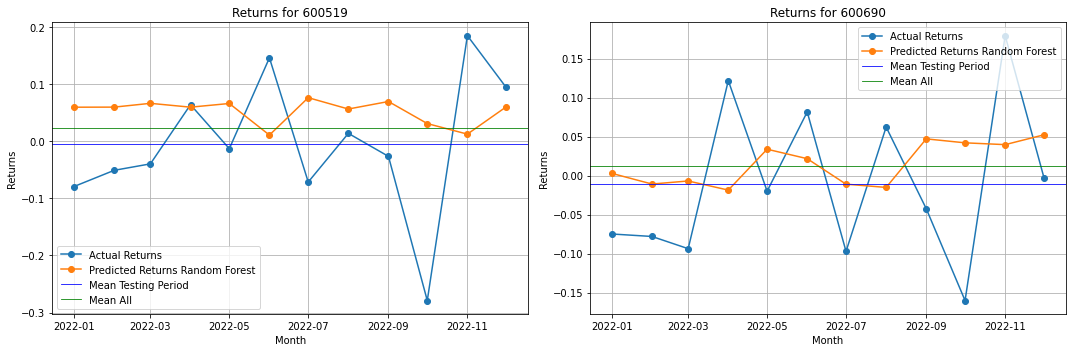 Returns for 600519
Returns
0.2
0.1
0.0
−0.1
−0.2
−0.3
Actual Returns
Predicted Returns Random Forest
Mean Testing Period
Mean All
2022-01
2022-03
2022-05
2022-07
2022-09
2022-11
Month
Returns for 600690
Returns
0.15
0.10
0.05
0.00
−0.05
−0.10
−0.15
Actual Returns
Predicted Returns Random Forest
Mean Testing Period
Mean All
2022-01
2022-03
2022-05
2022-07
2022-09
2022-11
Month